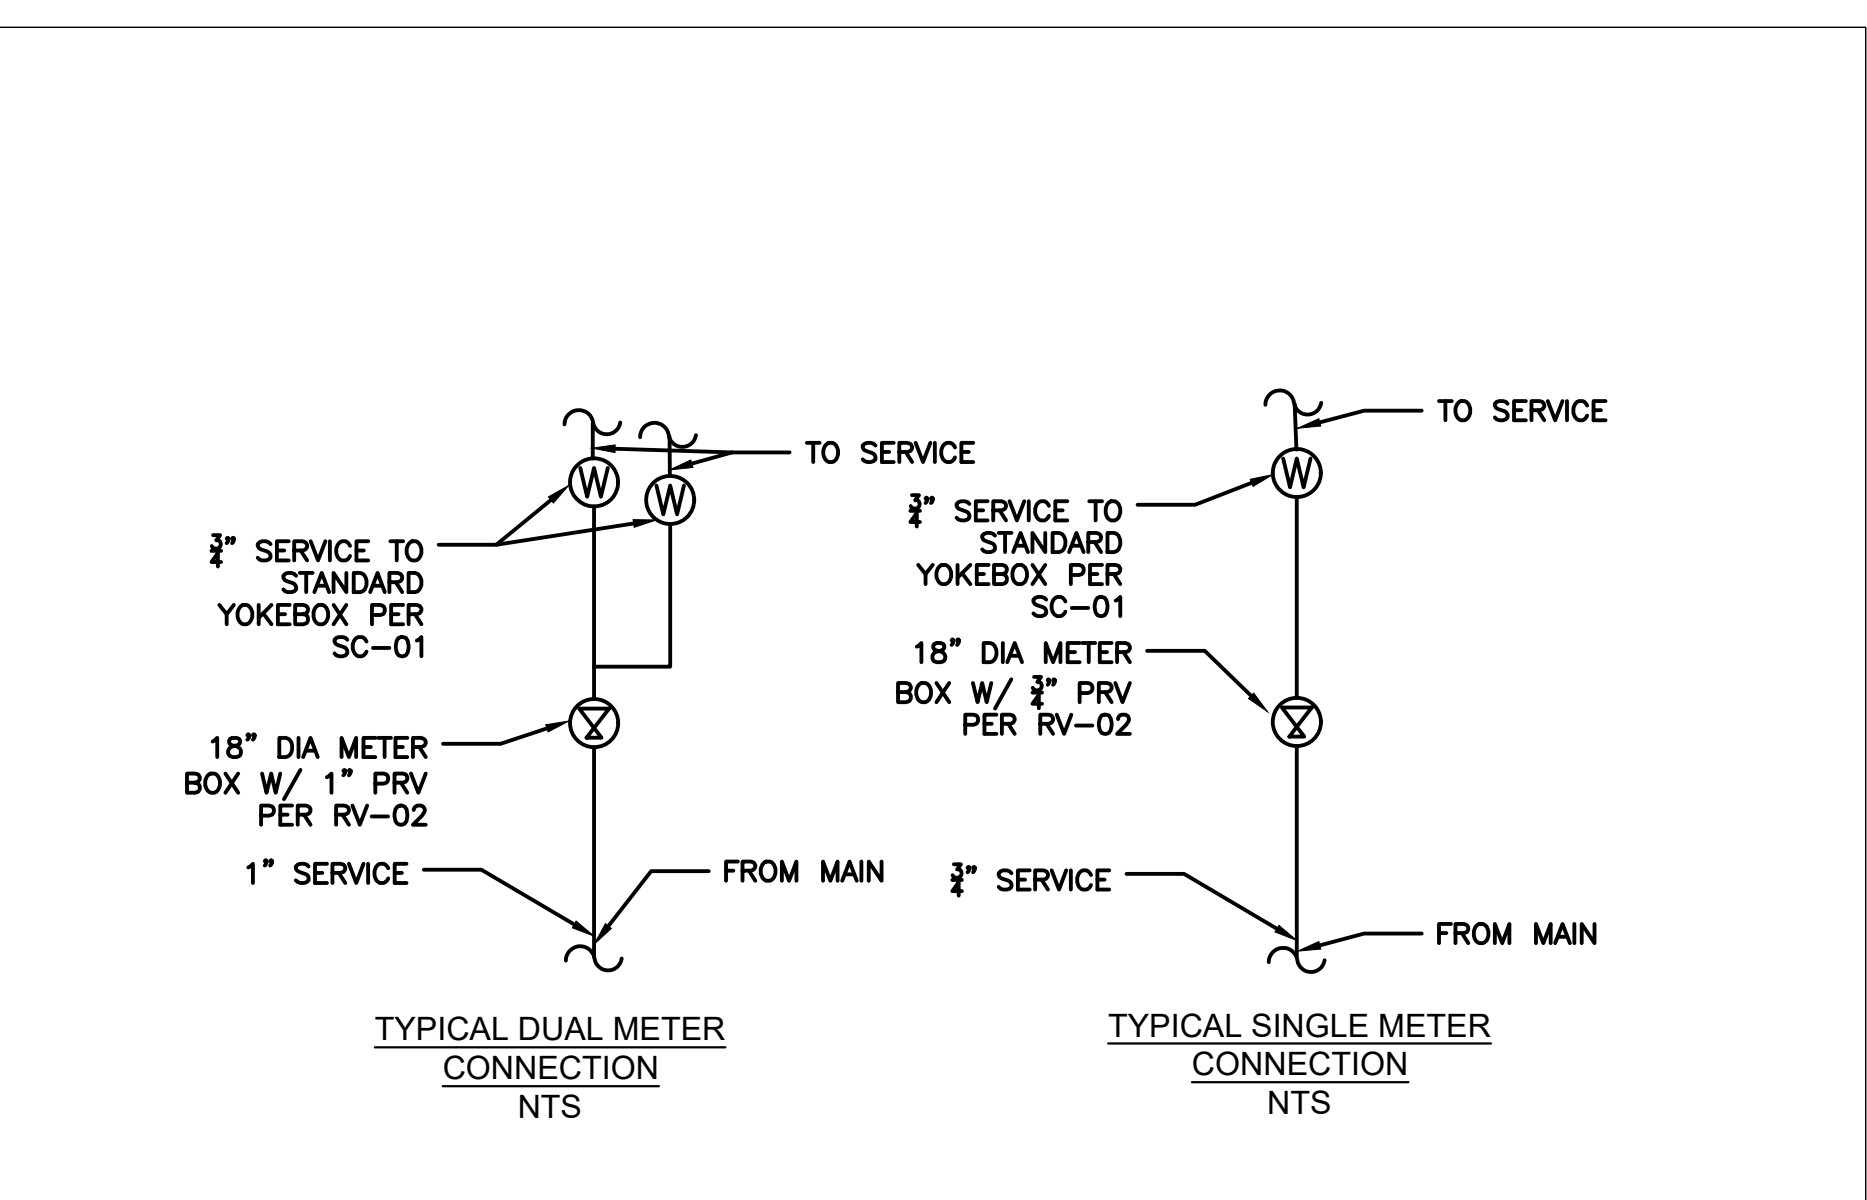 TO SERVICE
W
W
¾” SERVICE TO
STANDARD
YOKEBOX PER
SC-01
18” DIA METER
BOX W/ 1” PRV
PER RV-02
1” SERVICE
FROM MAIN
TYPICAL DUAL METER
CONNECTION
NTS
TO SERVICE
W
¾” SERVICE TO
STANDARD
YOKEBOX PER
SC-01
18” DIA METER
BOX W/ ¾” PRV
PER RV-02
¾” SERVICE
FROM MAIN
TYPICAL SINGLE METER
CONNECTION
NTS